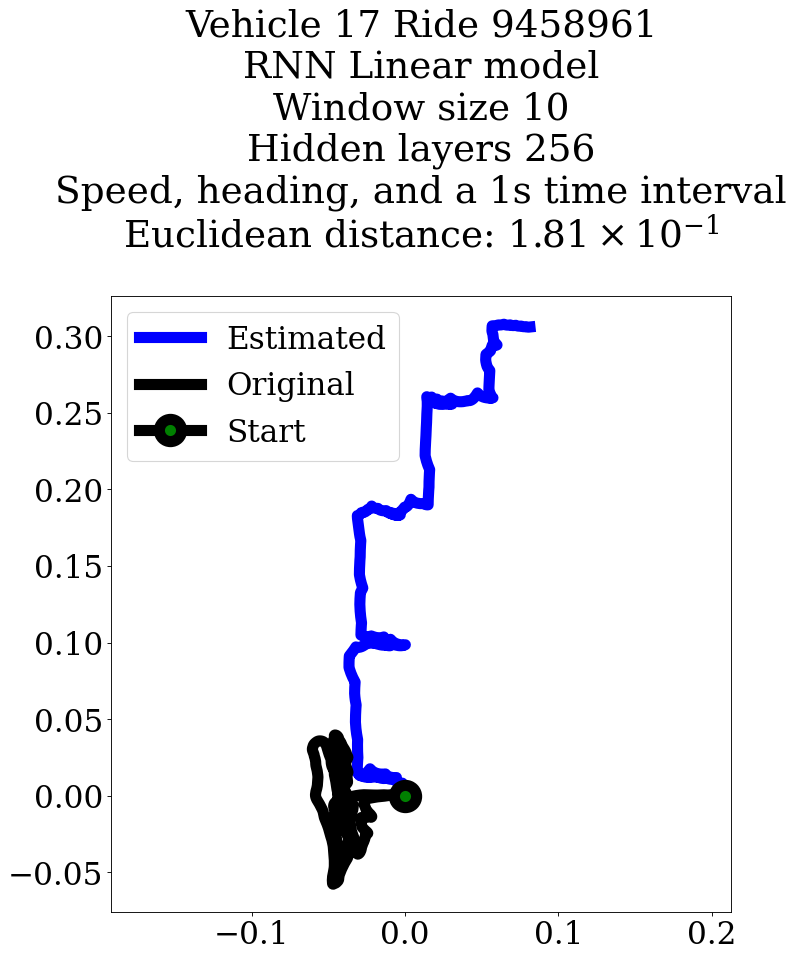 Vehicle 17 Ride 9458961
RNN Linear model
Window size 10
Hidden layers 256
Speed, heading, and a 1s time interval
Euclidean distance: 1.81 × 10⁻¹
Estimated
Original
Start
0.30
0.25
0.20
0.15
0.10
0.05
0.00
−0.05
−0.1
0.0
0.1
0.2